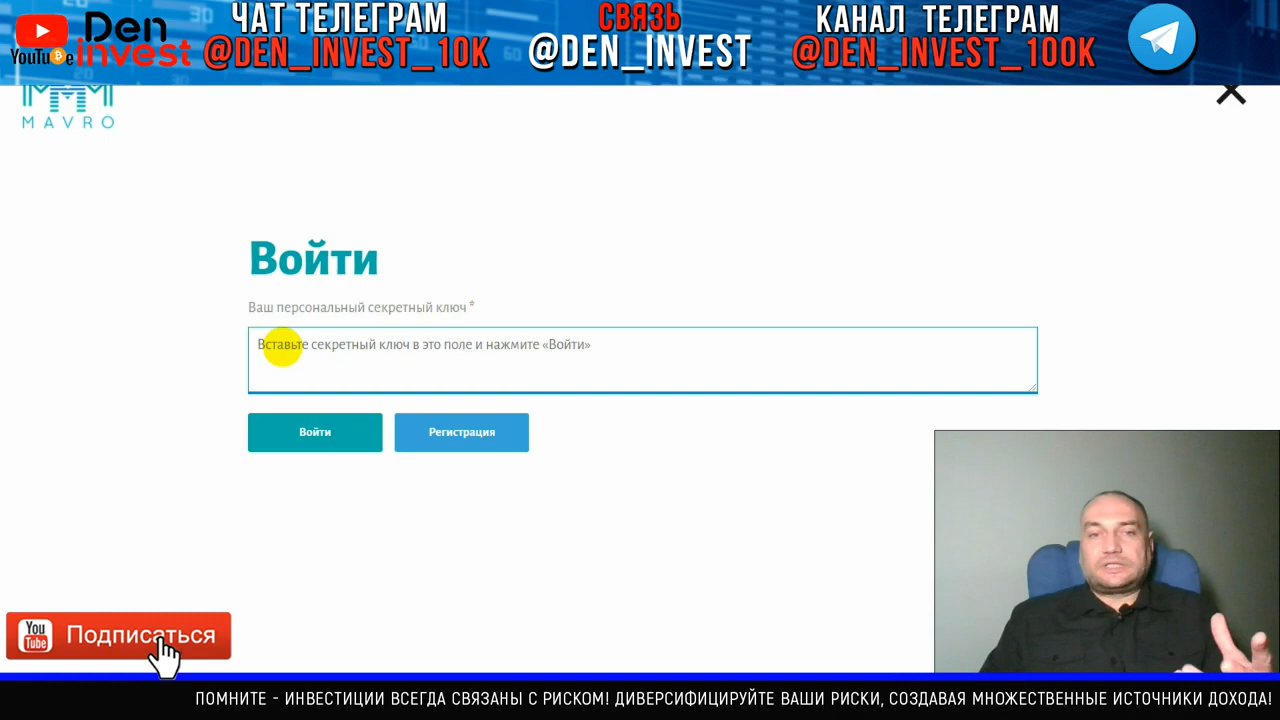 YouTube
Den
invest
ЧАТ ТЕЛЕГРАМ
@DEN_INVEST_10K
СВЯЗЬ
@DEN_INVEST
КАНАЛ ТЕЛЕГРАМ
@DEN_INVEST_100K
MAVRO
Войти
Ваш персональный секретный ключ *
Вставьте секретный ключ в это поле и нажмите «Войти»
Войти
Регистрация
You
Tube
Подписаться
ПОМНИТЕ - ИНВЕСТИЦИИ ВСЕГДА СВЯЗАНЫ С РИСКОМ! ДИВЕРСИФИЦИРУЙТЕ ВАШИ РИСКИ, СОЗДАВАЯ МНОЖЕСТВЕННЫЕ ИСТОЧНИКИ ДОХОДА!